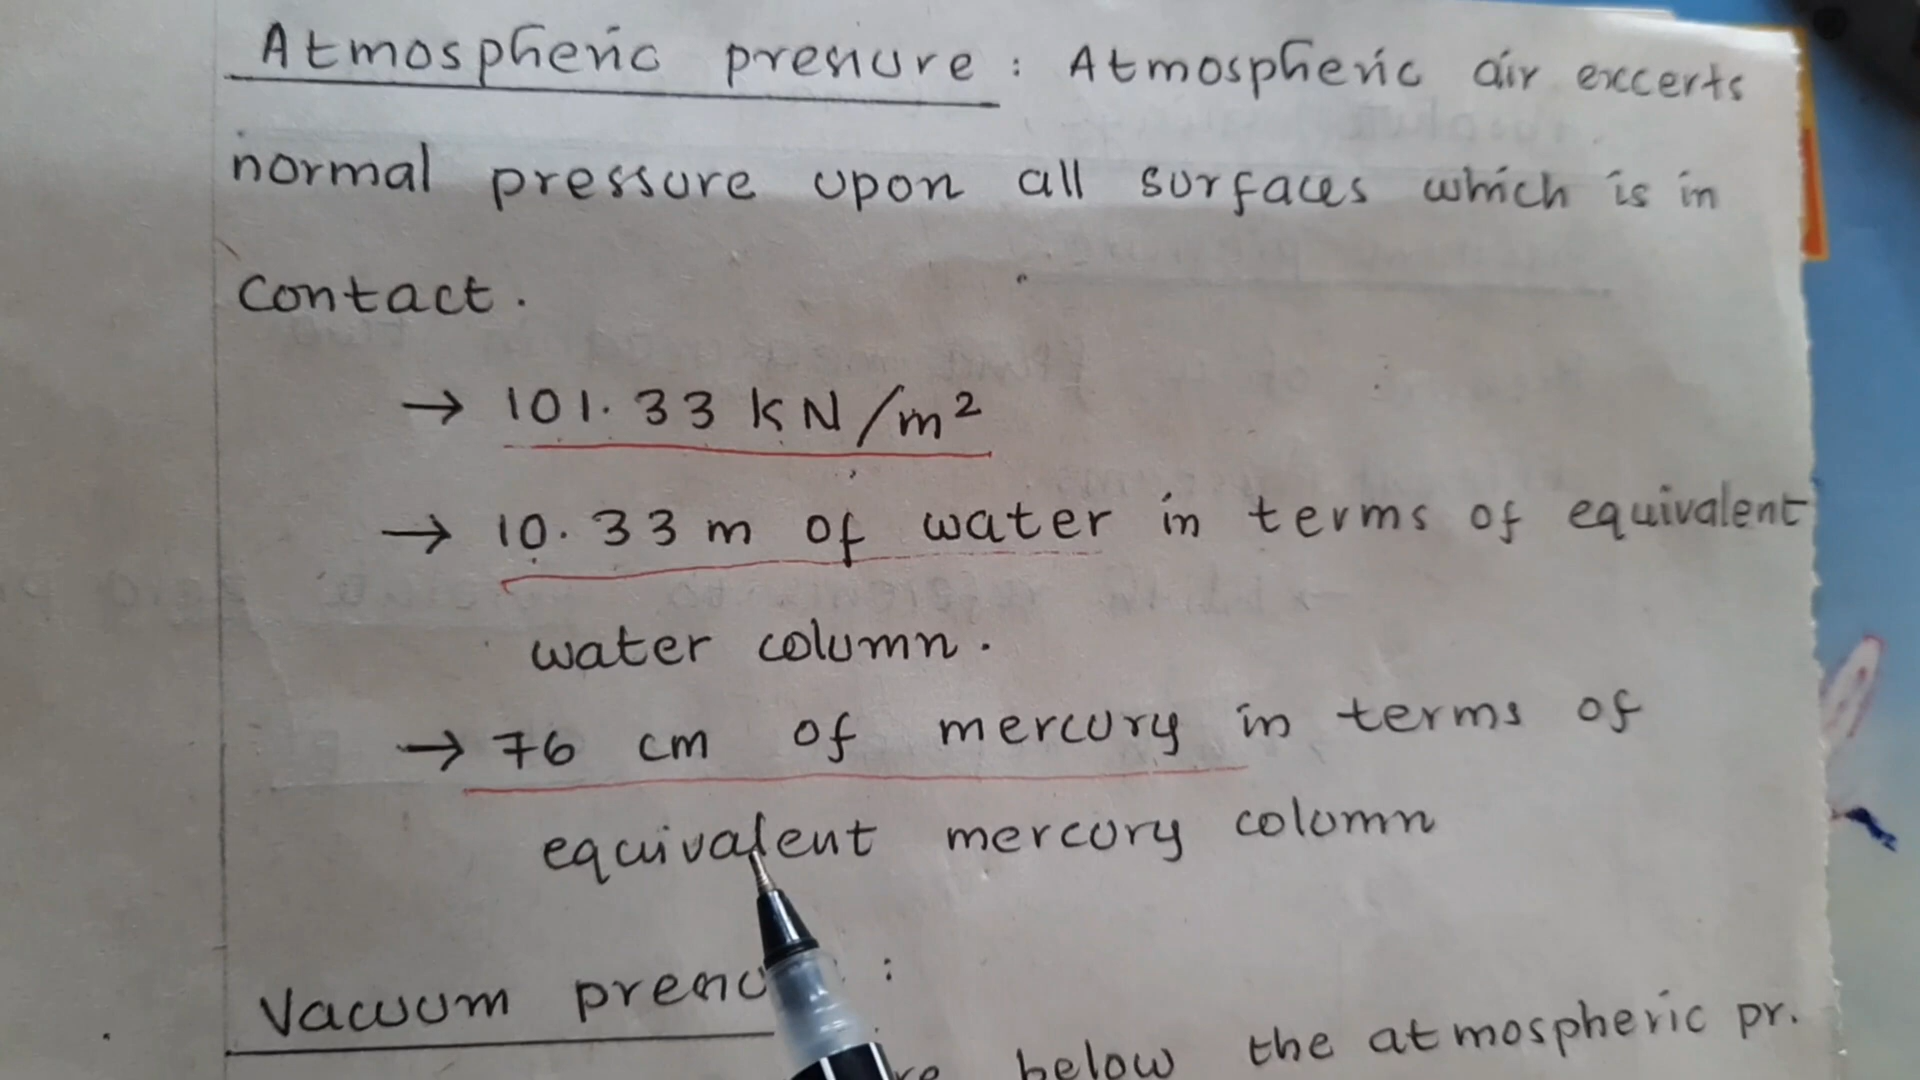 Atmospheric pressure : Atmospheric air excerts
normal pressure upon all surfaces which is in
contact.
→ 101.33 kN/m²
→ 10.33 m of water in terms of equivalent
water column.
→ 76 cm of mercury in terms of
equivalent mercury column
Vacuum :
below the atmospheric pr.